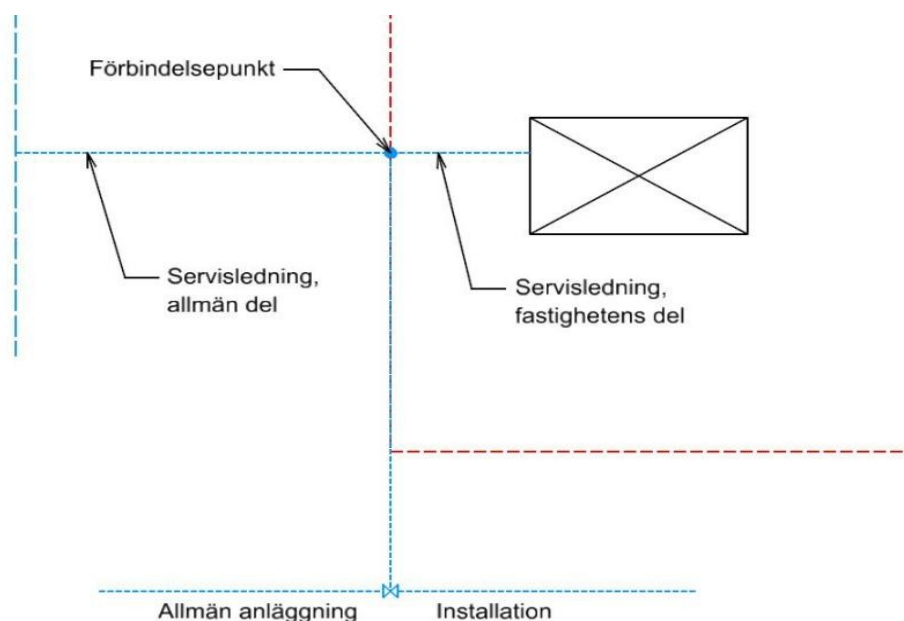 Förbindelsepunkt
Servisledning,
allmän del
Servisledning,
fastighetens del
Allmän anläggning
Installation